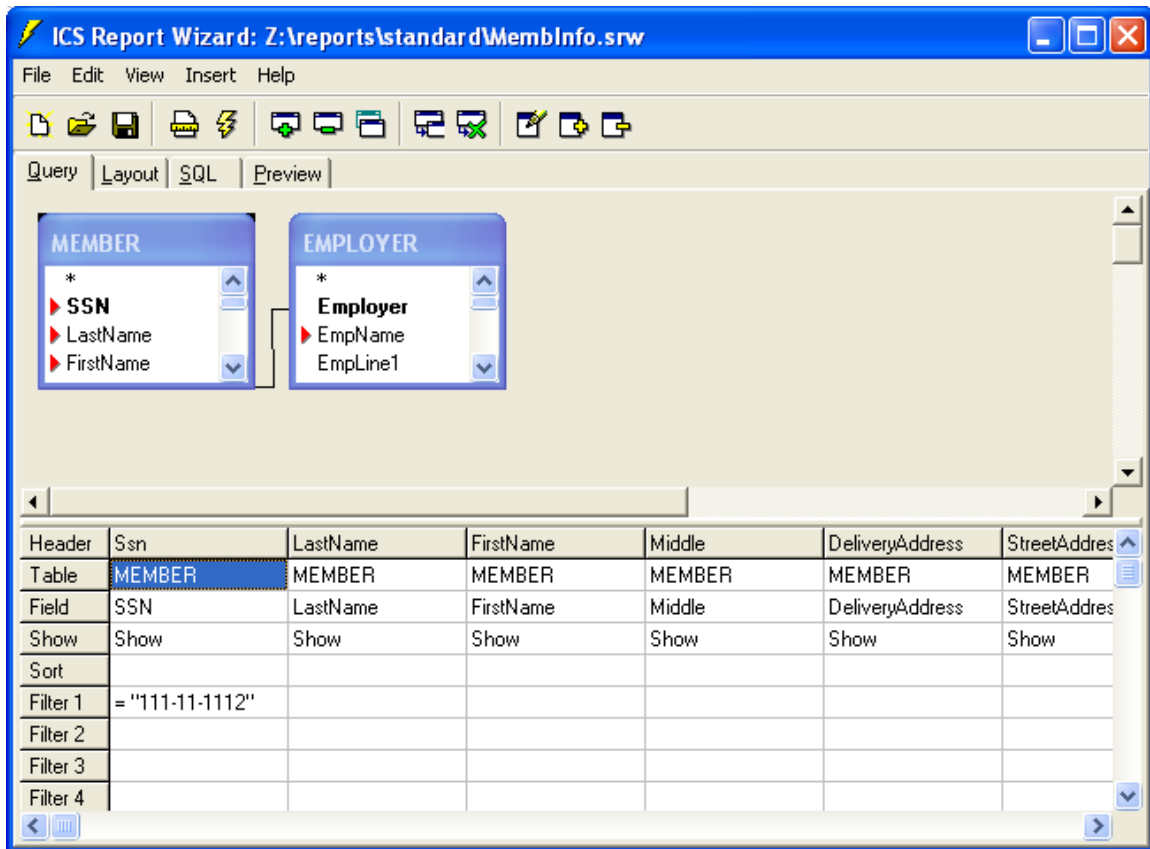 ICS Report Wizard: Z:\reports\standard\MembInfo.srw
File Edit View Insert Help
Query Layout SQL Preview
MEMBER EMPLOYER
* *
SSN Employer
LastName EmpName
FirstName EmpLine1
Header Ssn LastName FirstName Middle DeliveryAddress StreetAddres
Table MEMBER MEMBER MEMBER MEMBER MEMBER MEMBER
Field SSN LastName FirstName Middle DeliveryAddress StreetAddres
Show Show Show Show Show Show Show
Sort
Filter 1 = "111-11-1112"
Filter 2
Filter 3
Filter 4